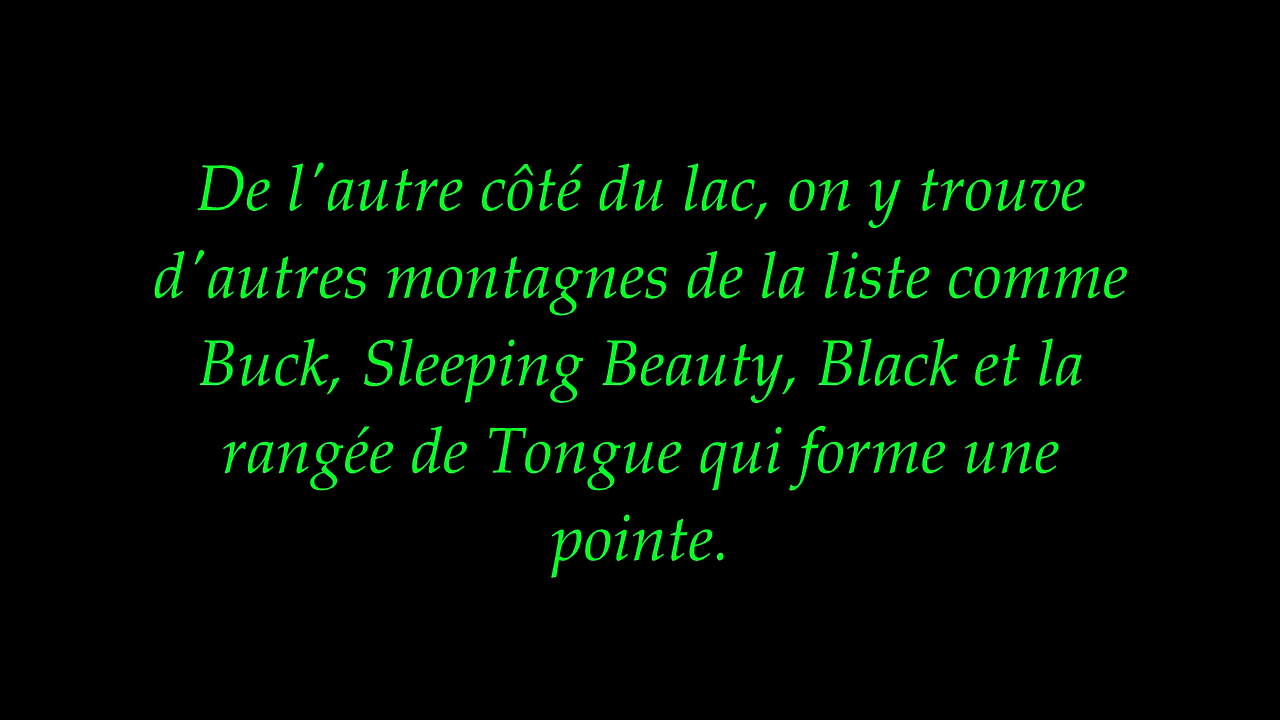 De l'autre côté du lac, on y trouve
d'autres montagnes de la liste comme
Buck, Sleeping Beauty, Black et la
rangée de Tongue qui forme une
pointe.